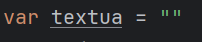 var textua = ""